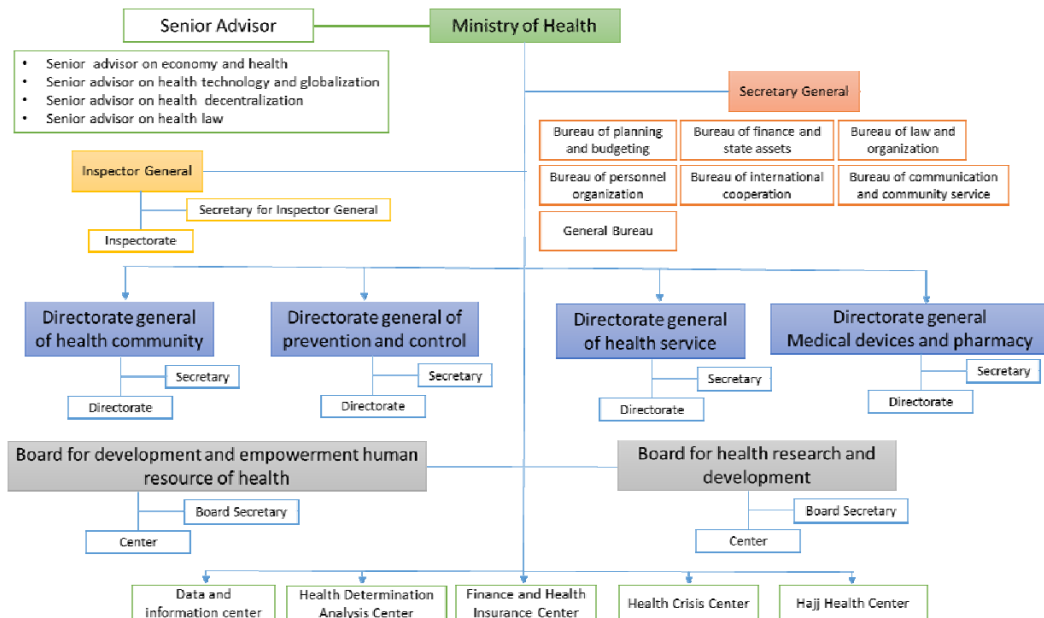 Senior Advisor
Ministry of Health
• Senior advisor on economy and health
• Senior advisor on health technology and globalization
• Senior advisor on health decentralization
• Senior advisor on health law
Secretary General
Bureau of planning
and budgeting
Bureau of finance and
state assets
Bureau of law and
organization
Bureau of personnel
organization
Bureau of international
cooperation
Bureau of communication
and community service
General Bureau
Inspector General
Secretary for Inspector General
Inspectorate
Directorate general
of health community
Secretary
Directorate
Directorate general of
prevention and control
Secretary
Directorate
Directorate general
of health service
Secretary
Directorate
Directorate general
Medical devices and pharmacy
Secretary
Directorate
Board for development and empowerment human
resource of health
Board Secretary
Center
Board for health research and
development
Board Secretary
Center
Data and
information center
Health Determination
Analysis Center
Finance and Health
Insurance Center
Health Crisis Center
Hajj Health Center